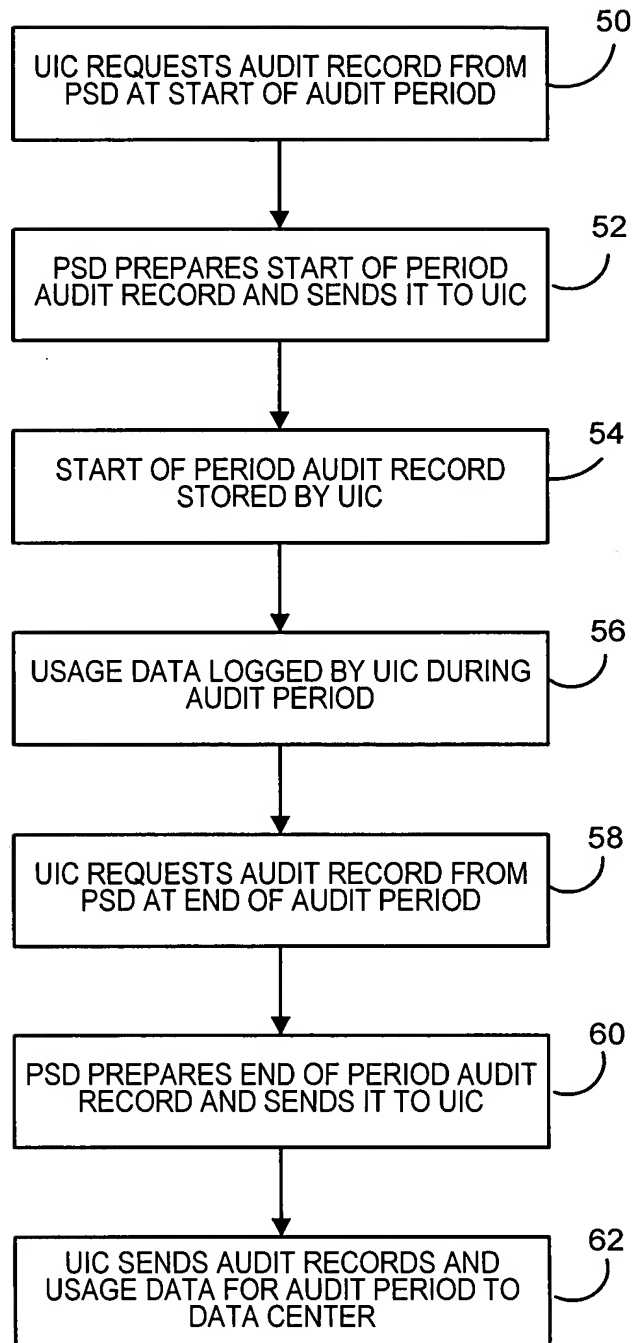 50
UIC REQUESTS AUDIT RECORD FROM
PSD AT START OF AUDIT PERIOD
52
PSD PREPARES START OF PERIOD
AUDIT RECORD AND SENDS IT TO UIC
54
START OF PERIOD AUDIT RECORD
STORED BY UIC
56
USAGE DATA LOGGED BY UIC DURING
AUDIT PERIOD
58
UIC REQUESTS AUDIT RECORD FROM
PSD AT END OF AUDIT PERIOD
60
PSD PREPARES END OF PERIOD AUDIT
RECORD AND SENDS IT TO UIC
62
UIC SENDS AUDIT RECORDS AND
USAGE DATA FOR AUDIT PERIOD TO
DATA CENTER